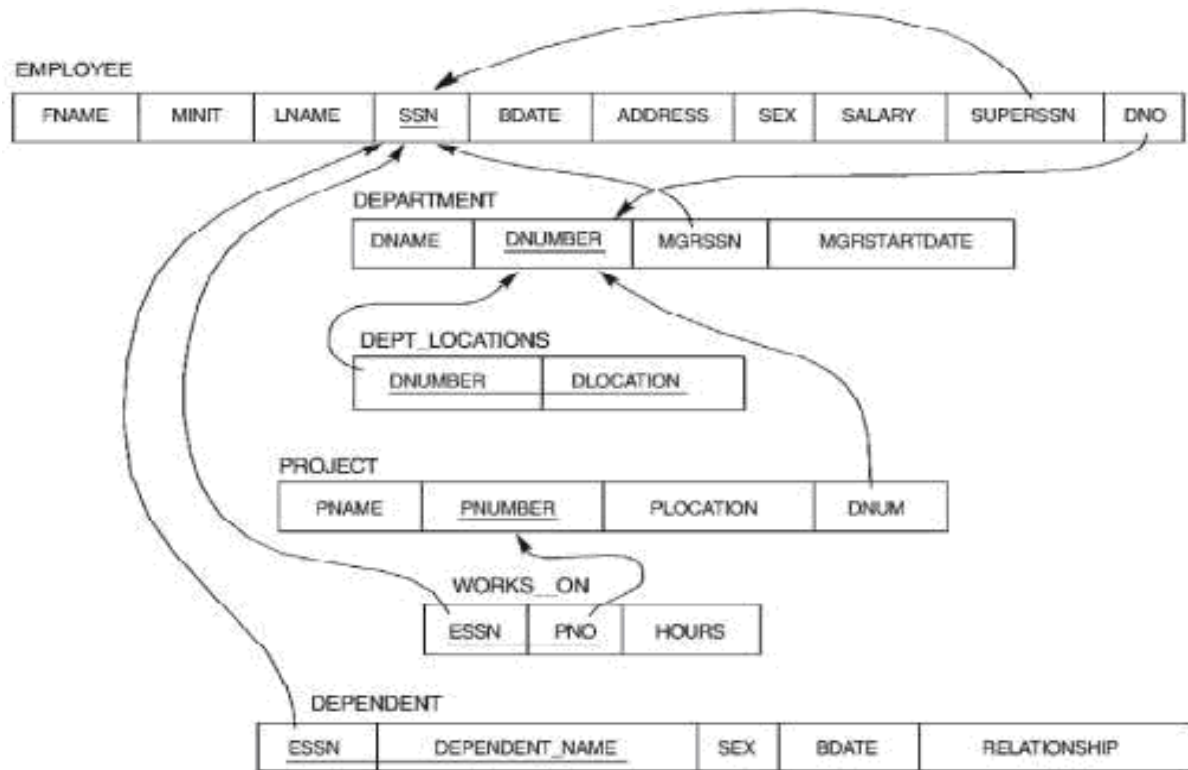 EMPLOYEE
FNAME MINIT LNAME SSN BDATE ADDRESS SEX SALARY SUPERSSN DNO
DEPARTMENT
DNAME DNUMBER MGRSSN MGRSTARTDATE
DEPT_LOCATIONS
DNUMBER DLOCATION
PROJECT
PNAME PNUMBER PLOCATION DNUM
WORKS_ON
ESSN PNO HOURS
DEPENDENT
ESSN DEPENDENT_NAME SEX BDATE RELATIONSHIP